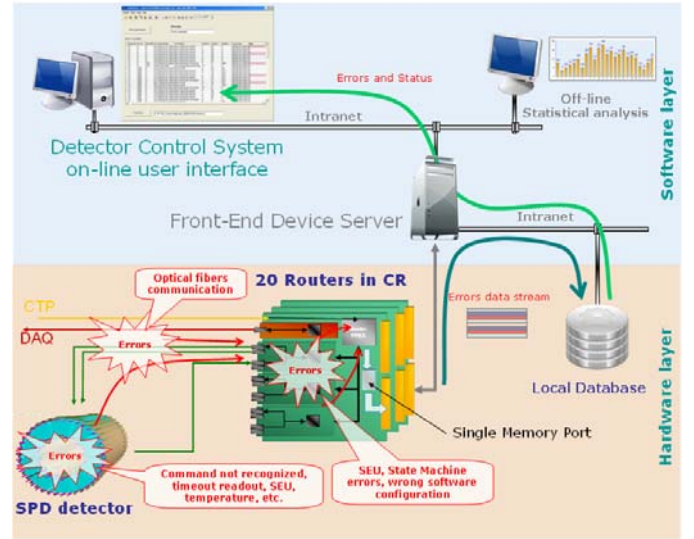 Errors and Status
Off-line
Statistical analysis
Intranet
Software layer
Detector Control System
on-line user interface
Front-End Device Server
Intranet
Optical fibers
communication
20 Routers in CR
CTP
DAQ
Errors
Errors
Errors data stream
Local Database
Hardware layer
Single Memory Port
Errors
Command not recognized,
timeout readout, SEU,
temperature, etc.
SEU, State Machine
errors, wrong software
configuration
SPD detector